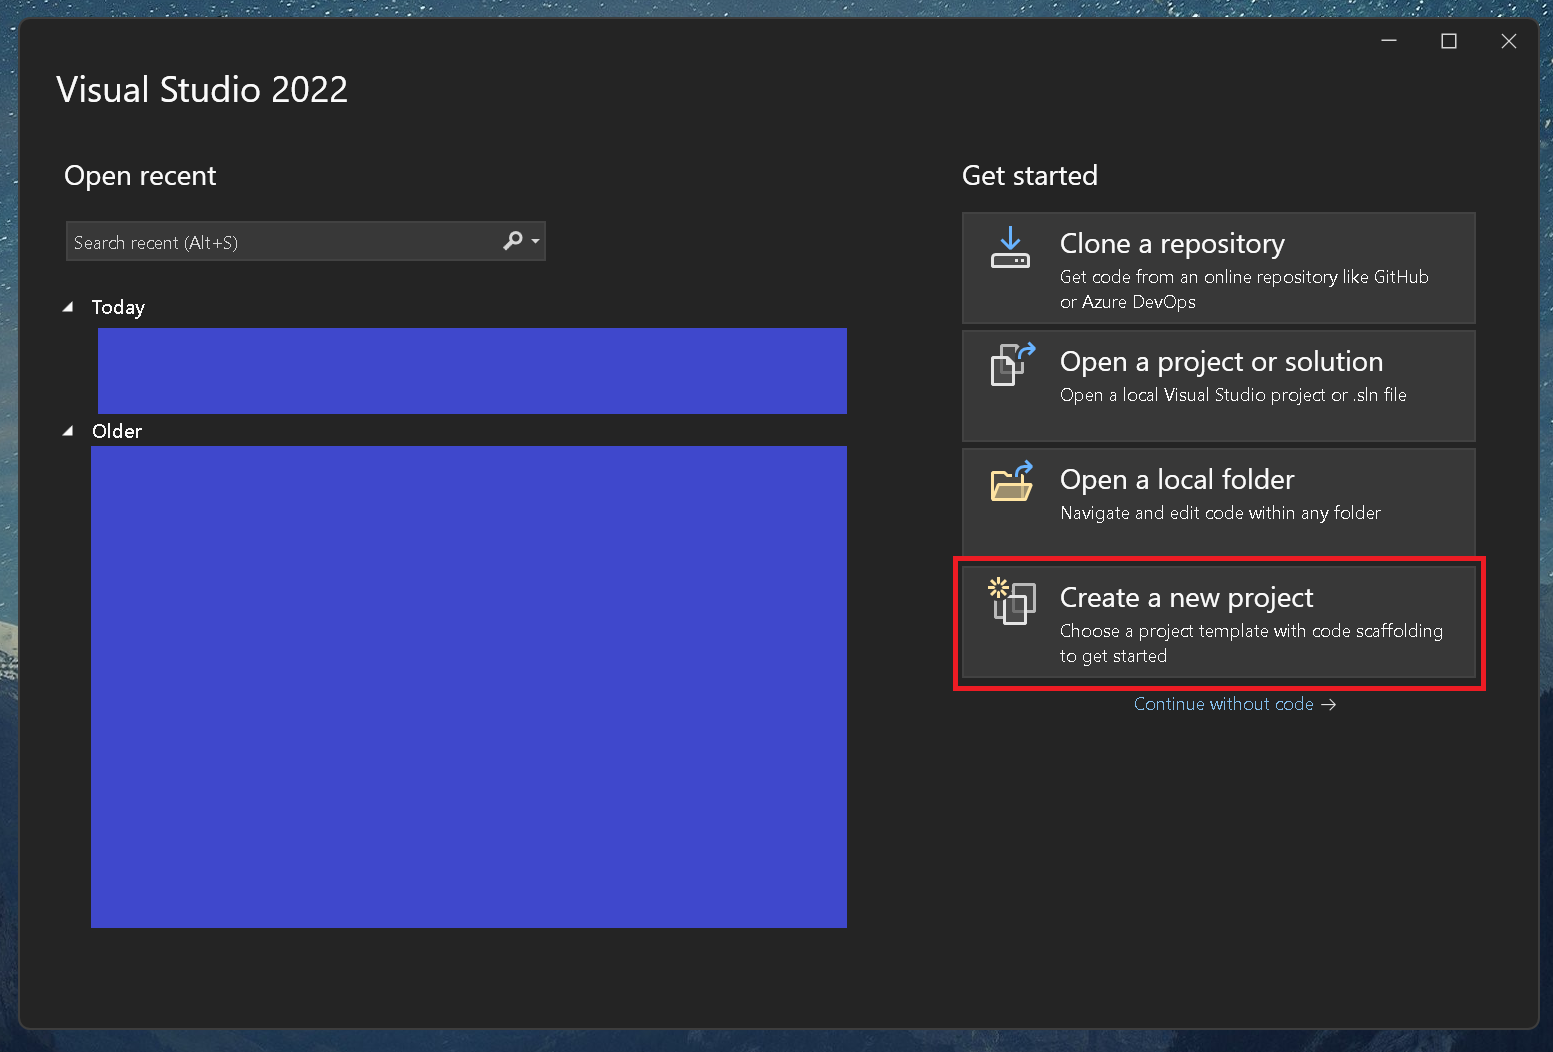 Visual Studio 2022
Open recent
Search recent (Alt+S)
Today
Older
Get started
Clone a repository
Get code from an online repository like GitHub
or Azure DevOps
Open a project or solution
Open a local Visual Studio project or .sln file
Open a local folder
Navigate and edit code within any folder
Create a new project
Choose a project template with code scaffolding
to get started
Continue without code →